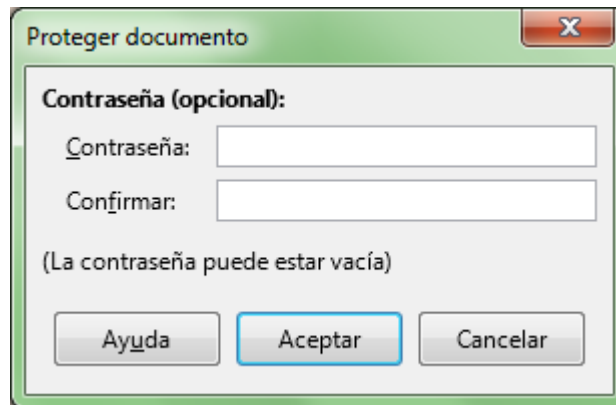 Proteger documento
Contraseña (opcional):
Contraseña:
Confirmar:
(La contraseña puede estar vacía)
Ayuda Aceptar Cancelar